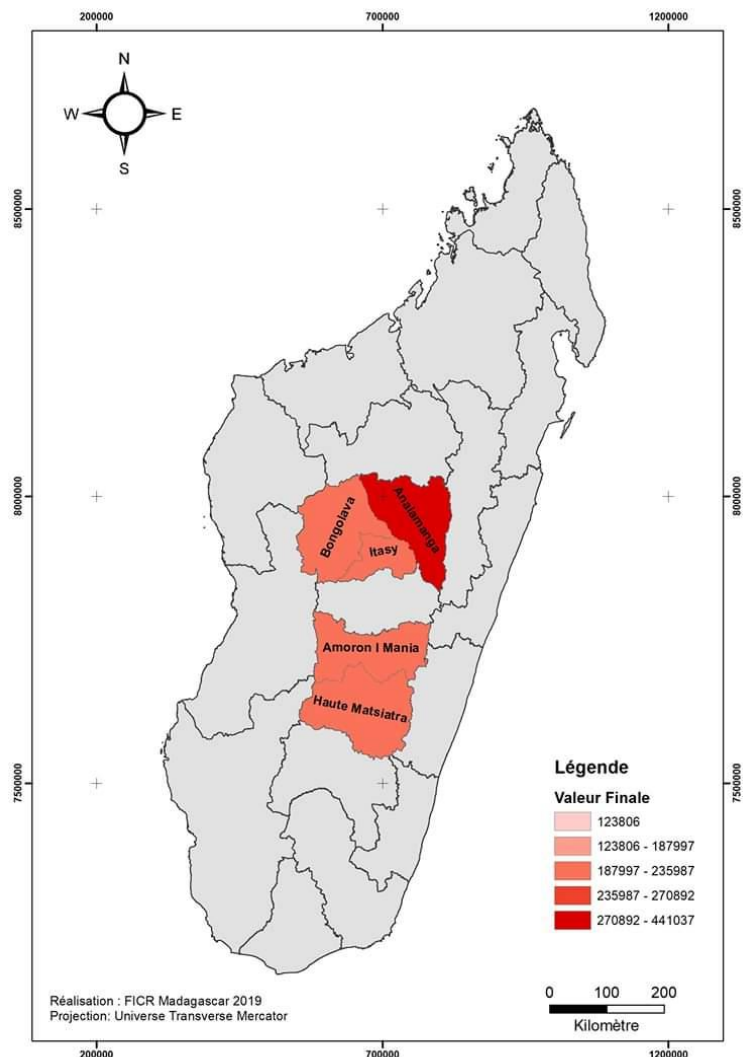 200000 700000 1200000
N
W E
S
8500000 8500000
8000000 8000000
Bongolava
Analamanga
Itasy
Amoron I Mania
Haute Matsiatra
7500000 7500000
Légende
Valeur Finale
123806
123806 - 187997
187997 - 235987
235987 - 270892
270892 - 441037
Réalisation : FICR Madagascar 2019
Projection: Universe Transverse Mercator
0 100 200
Kilomètre
200000 700000 1200000